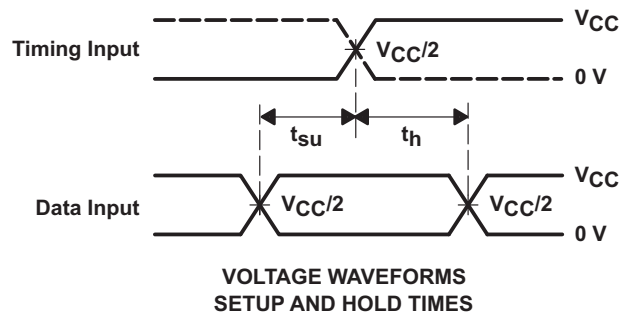 VCC
Timing Input
VCC/2
0 V
tsu
th
VCC
Data Input
VCC/2
VCC/2
0 V
VOLTAGE WAVEFORMS
SETUP AND HOLD TIMES